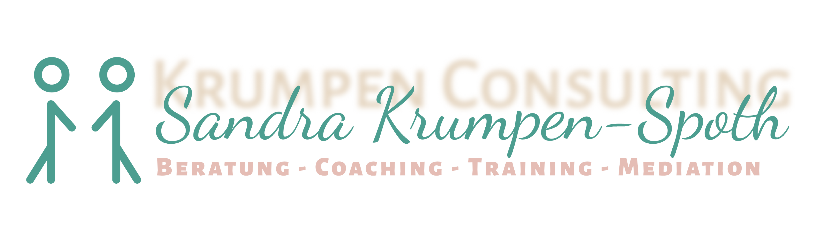 Krumpen Consulting
Sandra Krumpen-Spoth
Beratung - Coaching - Training - Mediation